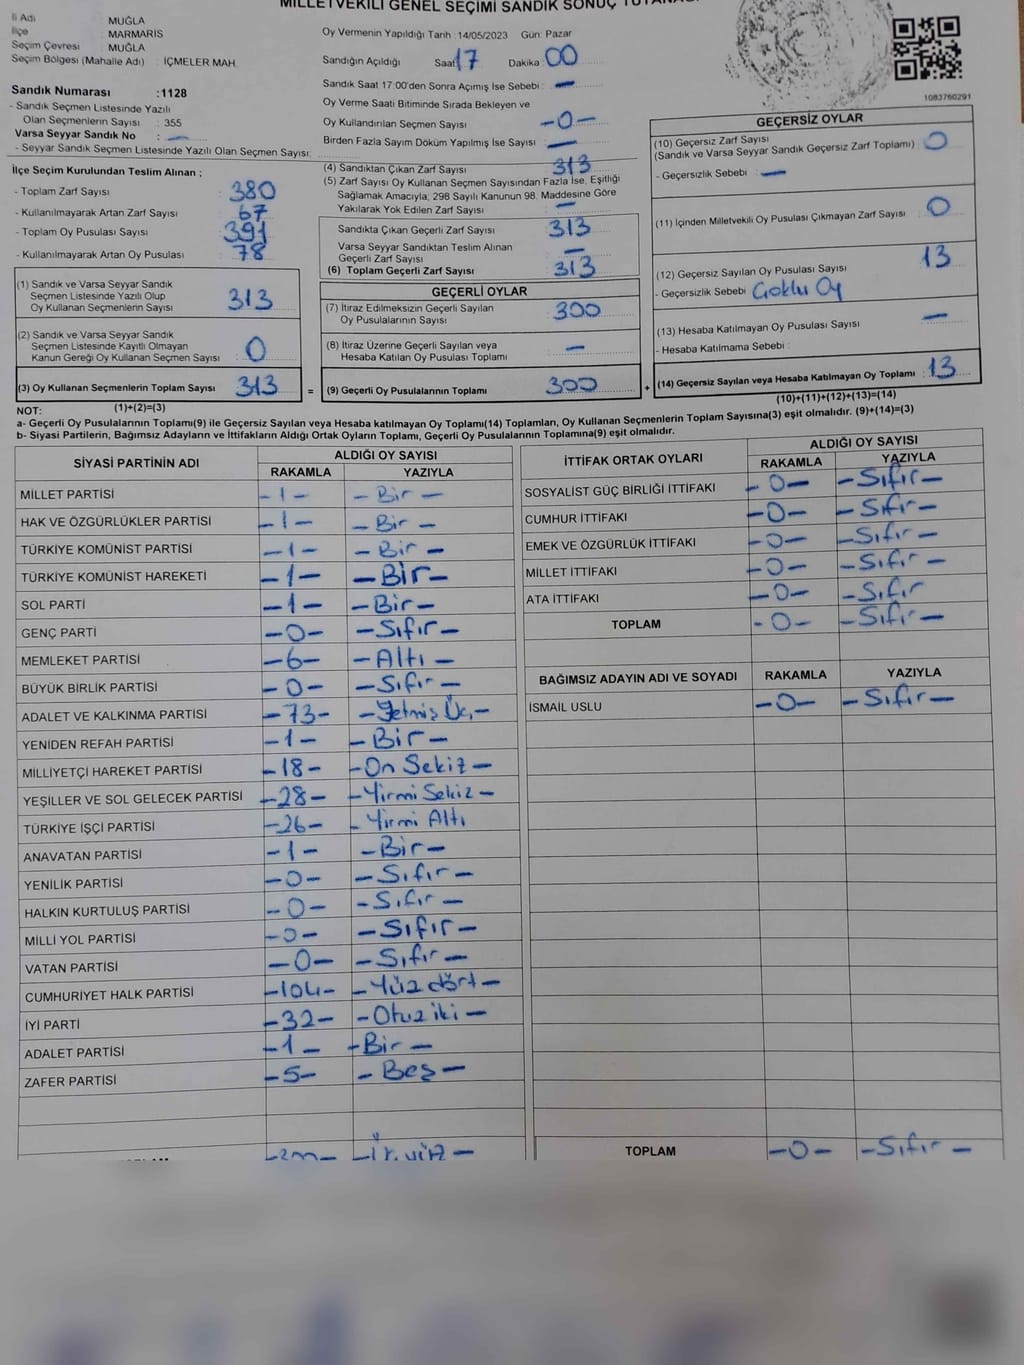 MİLLETVEKİLİ GENEL SEÇİMİ SANDIK SONUÇ TUTANAĞI
İl Adı MUĞLA
İlçe MARMARİS
Seçim Çevresi MUĞLA
Seçim Bölgesi (Mahalle Adı) : İÇMELER MAH.
Sandık Numarası :1128
- Sandık Seçmen Listesinde Yazılı
Olan Seçmenlerin Sayısı : 355
Varsa Seyyar Sandık No : —
- Seyyar Sandık Seçmen Listesinde Yazılı Olan Seçmen Sayısı:
Oy Vermenin Yapıldığı Tarih : 14/05/2023 Gün: Pazar
Sandığın Açıldığı Saat 17 Dakika 00
Sandık Saat 17:00'den Sonra Açımış İse Sebebi : —
Oy Verme Saati Bitiminde Sırada Bekleyen ve
Oy Kullandırılan Seçmen Sayısı —0—
Birden Fazla Sayım Döküm Yapılmış İse Sayısı —
1083760291
İlçe Seçim Kurulundan Teslim Alınan ;
- Toplam Zarf Sayısı 380
- Kullanılmayarak Artan Zarf Sayısı 67
- Toplam Oy Pusulası Sayısı 391
- Kullanılmayarak Artan Oy Pusulası 78
(1) Sandık ve Varsa Seyyar Sandık
Seçmen Listesinde Yazılı Olup
Oy Kullanan Seçmenlerin Sayısı 313
(2) Sandık ve Varsa Seyyar Sandık
Seçmen Listesinde Kayıtlı Olmayan
Kanun Gereği Oy Kullanan Seçmen Sayısı 0
(3) Oy Kullanan Seçmenlerin Toplam Sayısı 313
(1)+(2)=(3)
(4) Sandıktan Çıkan Zarf Sayısı 313
(5) Zarf Sayısı Oy Kullanan Seçmen Sayısından Fazla İse, Eşitliği
Sağlamak Amacıyla; 298 Sayılı Kanunun 98. Maddesine Göre
Yakılarak Yok Edilen Zarf Sayısı —
Sandıkta Çıkan Geçerli Zarf Sayısı 313
Varsa Seyyar Sandıktan Teslim Alınan
Geçerli Zarf Sayısı —
(6) Toplam Geçerli Zarf Sayısı 313
GEÇERLİ OYLAR
(7) İtiraz Edilmeksizin Geçerli Sayılan
Oy Pusulalarının Sayısı 300
(8) İtiraz Üzerine Geçerli Sayılan veya
Hesaba Katılan Oy Pusulası Toplamı —
= (9) Geçerli Oy Pusulalarının Toplamı 300
GEÇERSİZ OYLAR
(10) Geçersiz Zarf Sayısı
(Sandık ve Varsa Seyyar Sandık Geçersiz Zarf Toplamı) : 0
- Geçersizlik Sebebi : —
(11) İçinden Milletvekili Oy Pusulası Çıkmayan Zarf Sayısı 0
(12) Geçersiz Sayılan Oy Pusulası Sayısı 13
- Geçersizlik Sebebi Çoklu Oy
(13) Hesaba Katılmayan Oy Pusulası Sayısı —
- Hesaba Katılmama Sebebi :
+ (14) Geçersiz Sayılan veya Hesaba Katılmayan Oy Toplamı : 13
(10)+(11)+(12)+(13)=(14)
NOT:
a- Geçerli Oy Pusulaları Toplamı(9) ile Geçersiz Sayılan veya Hesaba katılmayan Oy Toplamı(14) Toplamları, Oy Kullanan Seçmenlerin Toplam Sayısına(3) eşit olmalıdır. (9)+(14)=(3)
b- Siyasi Partilerin, Bağımsız Adayların ve İttifakların Aldığı Ortak Oyların Toplamı, Geçerli Oy Pusulalarının Toplamına(9) eşit olmalıdır.
SİYASİ PARTİNİN ADI ALDIĞI OY SAYISI
RAKAMLA YAZIYLA
MİLLET PARTİSİ —1— —Bir—
HAK VE ÖZGÜRLÜKLER PARTİSİ —1— —Bir—
TÜRKİYE KOMÜNİST PARTİSİ —1— —Bir—
TÜRKİYE KOMÜNİST HAREKETİ —1— —Bir—
SOL PARTİ —1— —Bir—
GENÇ PARTİ —0— —Sıfır—
MEMLEKET PARTİSİ —6— —Altı—
BÜYÜK BİRLİK PARTİSİ —0— —Sıfır—
ADALET VE KALKINMA PARTİSİ —73— —Yetmiş Üç—
YENİDEN REFAH PARTİSİ —1— —Bir—
MİLLİYETÇİ HAREKET PARTİSİ —18— —On Sekiz—
YEŞİLLER VE SOL GELECEK PARTİSİ —28— —Yirmi Sekiz—
TÜRKİYE İŞÇİ PARTİSİ —26— —Yirmi Altı
ANAVATAN PARTİSİ —1— —Bir—
YENİLİK PARTİSİ —0— —Sıfır—
HALKIN KURTULUŞ PARTİSİ —0— —Sıfır—
MİLLİ YOL PARTİSİ —0— —Sıfır—
VATAN PARTİSİ —0— —Sıfır—
CUMHURİYET HALK PARTİSİ —104— —Yüz dört—
İYİ PARTİ —32— —Otuz iki—
ADALET PARTİSİ —1— —Bir—
ZAFER PARTİSİ —5— —Beş—
İTTİFAK ORTAK OYLARI ALDIĞI OY SAYISI
RAKAMLA YAZIYLA
SOSYALİST GÜÇ BİRLİĞİ İTTİFAKI —0— —Sıfır—
CUMHUR İTTİFAKI —0— —Sıfır—
EMEK VE ÖZGÜRLÜK İTTİFAKI —0— —Sıfır—
MİLLET İTTİFAKI —0— —Sıfır—
ATA İTTİFAKI —0— —Sıfır
TOPLAM —0— —Sıfır—
BAĞIMSIZ ADAYIN ADI VE SOYADI RAKAMLA YAZIYLA
İSMAİL USLU —0— —Sıfır—
TOPLAM —0— —Sıfır—